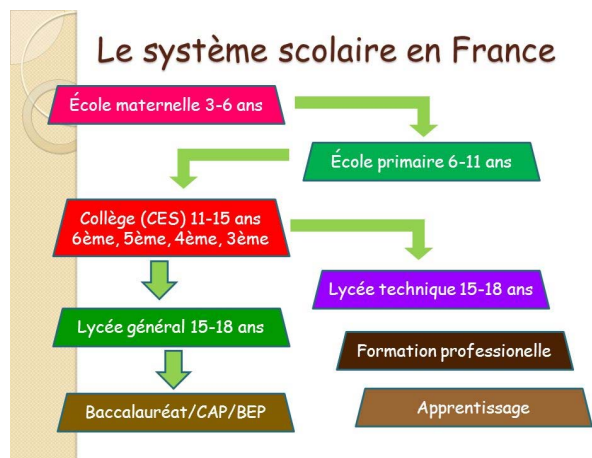 Le système scolaire en France
École maternelle 3-6 ans
École primaire 6-11 ans
Collège (CES) 11-15 ans
6ème, 5ème, 4ème, 3ème
Lycée technique 15-18 ans
Lycée général 15-18 ans
Formation professionelle
Baccalauréat/CAP/BEP
Apprentissage